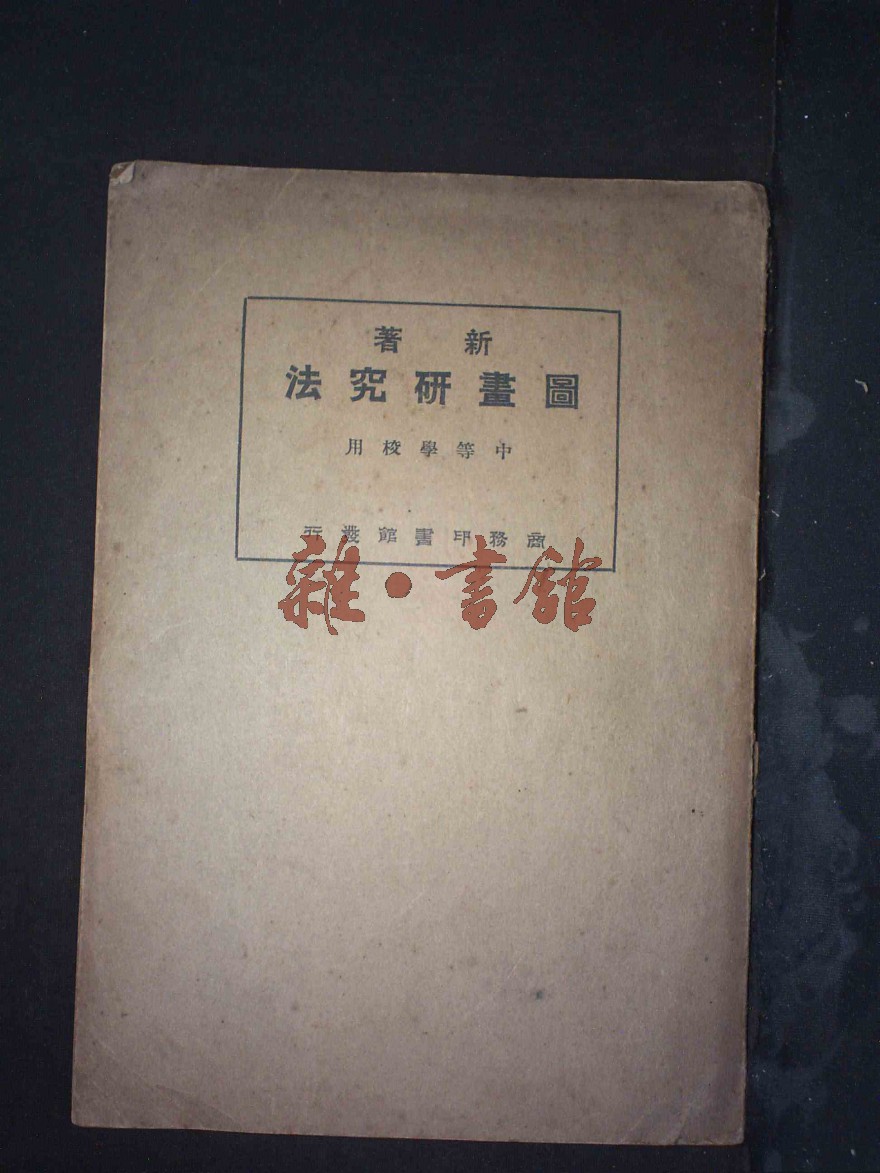 新著
圖畫研究法
中等學校用
商務印書館發行
雜·書館